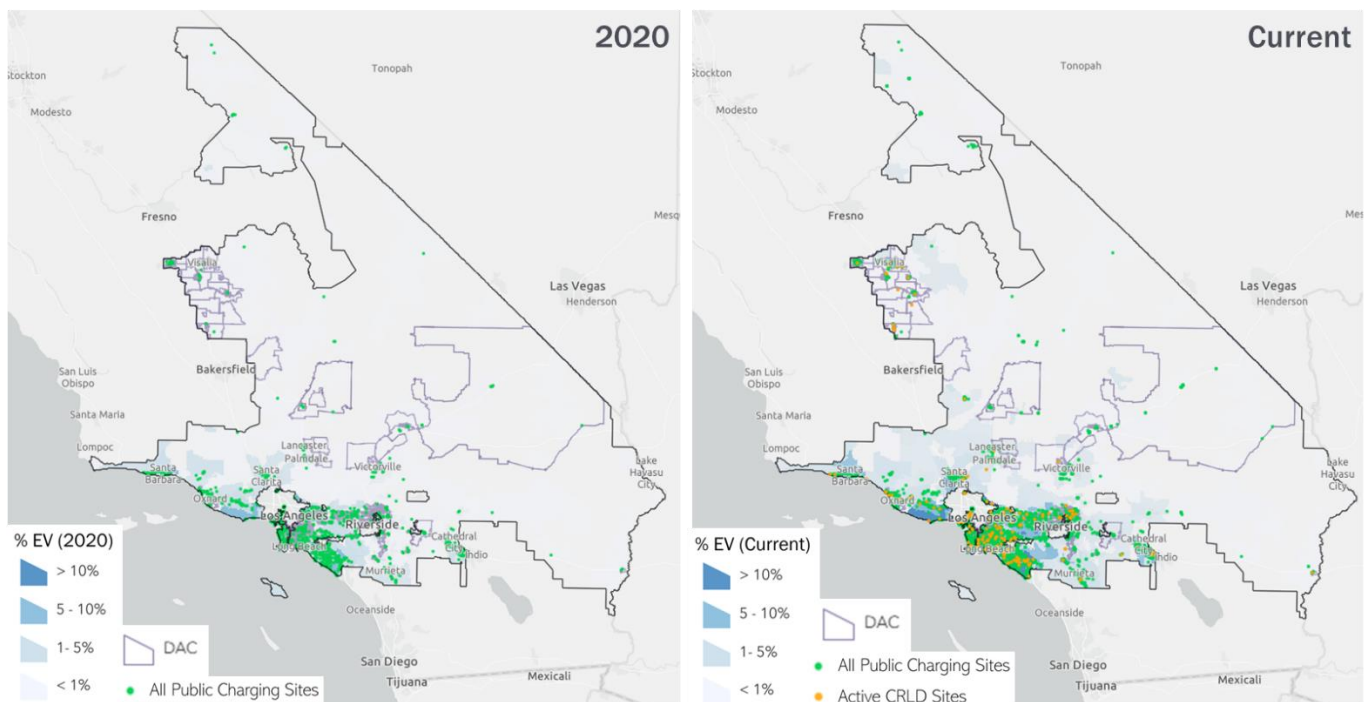 2020
Tonopah
Stockton
Modesto
Fresno
Visalia
Las Vegas
Henderson
Bakersfield
San Luis
Obispo
Santa Maria
Lompoc
Santa
Barbara
Lancaster
Palmdale
Santa
Clarita
Victorville
Lake
Havasu
City
Oxnard
Los Angeles
Riverside
Long Beach
Cathedral
City
Indio
Murrieta
Oceanside
San Diego
Tijuana
Mexicali
% EV (2020)
> 10%
5 - 10%
1- 5%
< 1%
DAC
All Public Charging Sites
Current
Tonopah
Stockton
Modesto
Fresno
Visalia
Las Vegas
Henderson
Bakersfield
San Luis
Obispo
Santa Maria
Lompoc
Santa
Barbara
Lancaster
Palmdale
Santa
Clarita
Victorville
Lake
Havasu
City
Oxnard
Los Angeles
Riverside
Long Beach
Cathedral
City
Indio
Murrieta
Oceanside
San Diego
Tijuana
Mexicali
% EV (Current)
> 10%
5 - 10%
1- 5%
< 1%
DAC
All Public Charging Sites
Active CRLD Sites